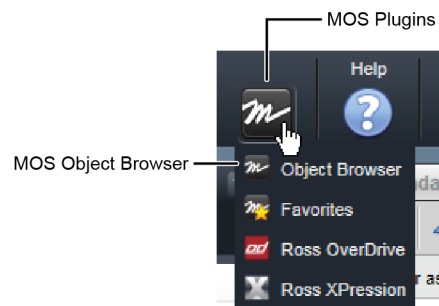 MOS Plugins
Help
?
MOS Object Browser
Object Browser
Favorites
Ross OverDrive
Ross XPression